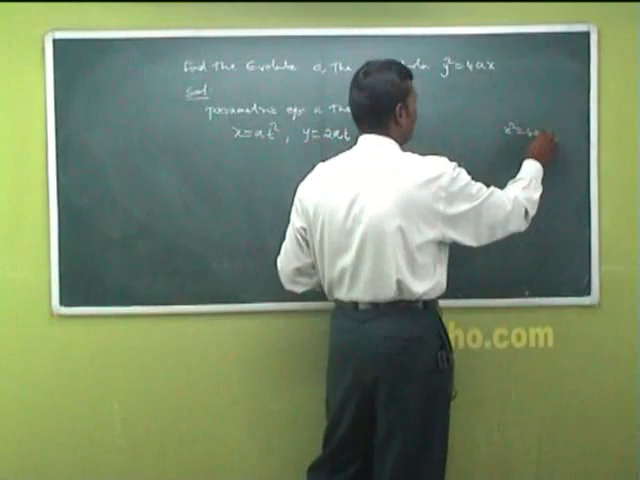 Find the Evolute of The y²=4ax
Sol
parametric eqn of the
x=at², y=2at
x²=4a
ho.com